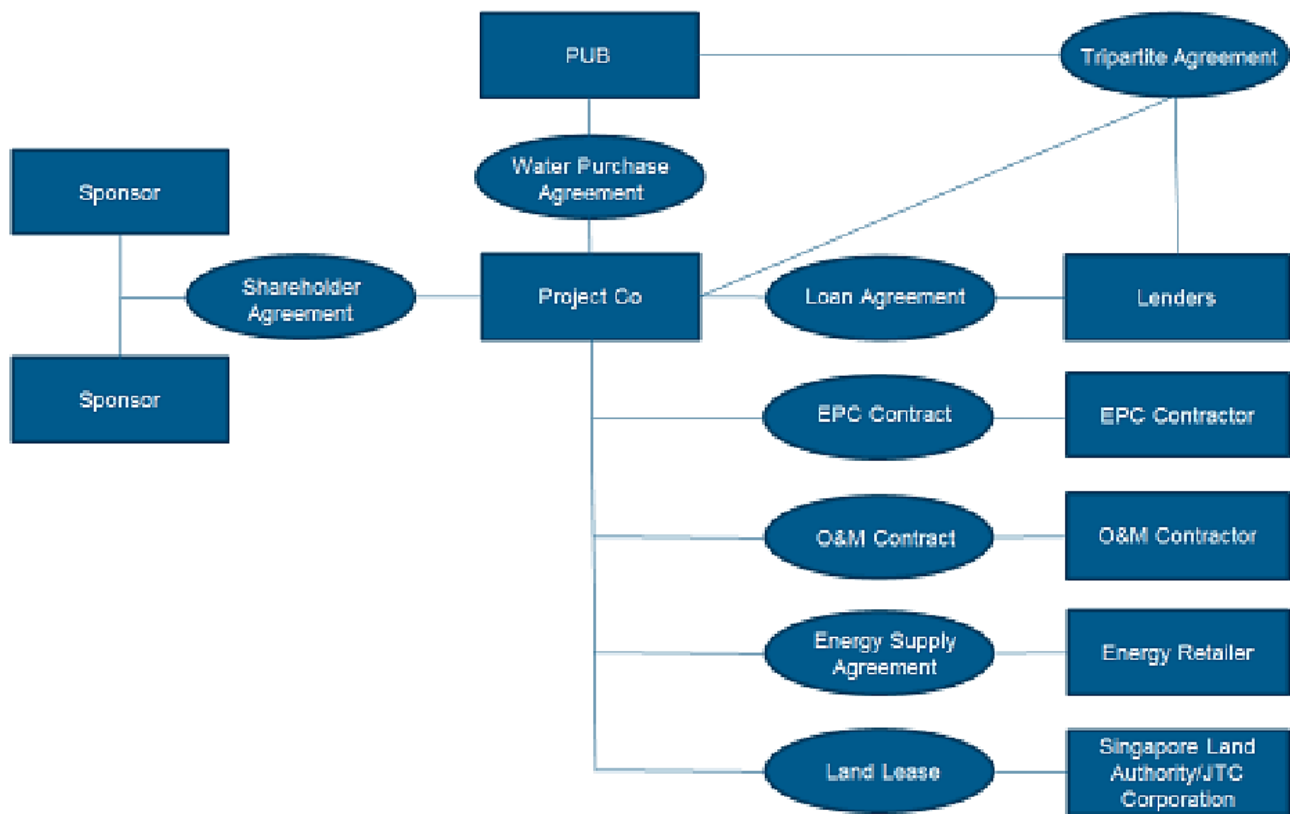 PUB
Tripartite Agreement
Water Purchase
Agreement
Sponsor
Shareholder
Agreement
Project Co
Loan Agreement
Lenders
Sponsor
EPC Contract
EPC Contractor
O&M Contract
O&M Contractor
Energy Supply
Agreement
Energy Retailer
Land Lease
Singapore Land
Authority/JTC
Corporation